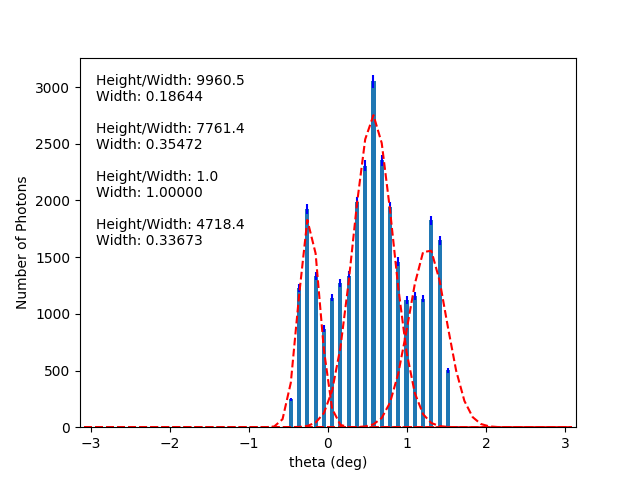 Height/Width: 9960.5
Width: 0.18644
Height/Width: 7761.4
Width: 0.35472
Height/Width: 1.0
Width: 1.00000
Height/Width: 4718.4
Width: 0.33673
Number of Photons
3000
2500
2000
1500
1000
500
0
−3
−2
−1
0
1
2
3
theta (deg)